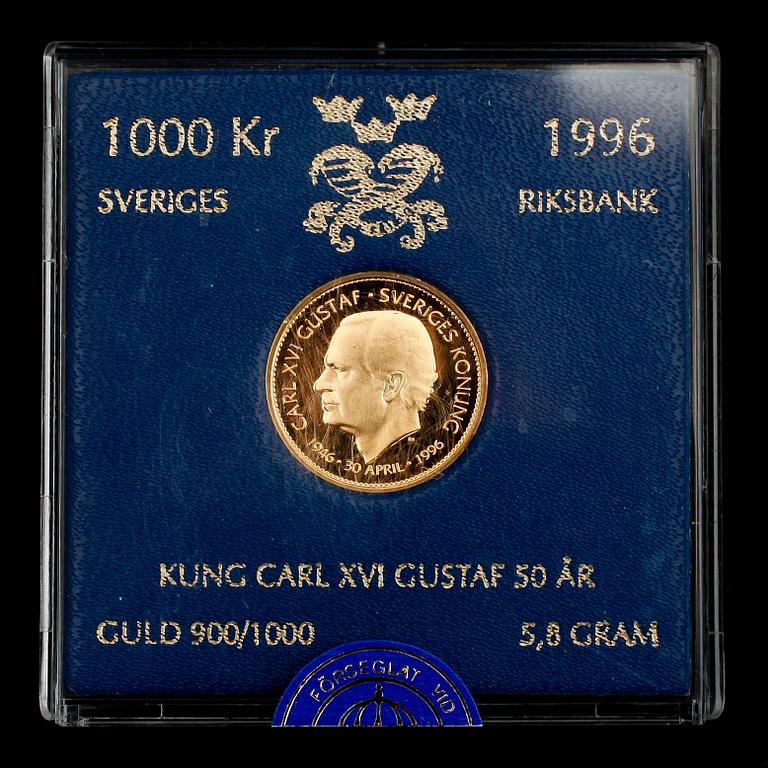 1000 Kr 1996
SVERIGES RIKSBANK
CARL XVI GUSTAF · SVERIGES KONUNG
1946 · 30 APRIL · 1996
KUNG CARL XVI GUSTAF 50 ÅR
GULD 900/1000 5,8 GRAM
FÖRSEGLAT VID